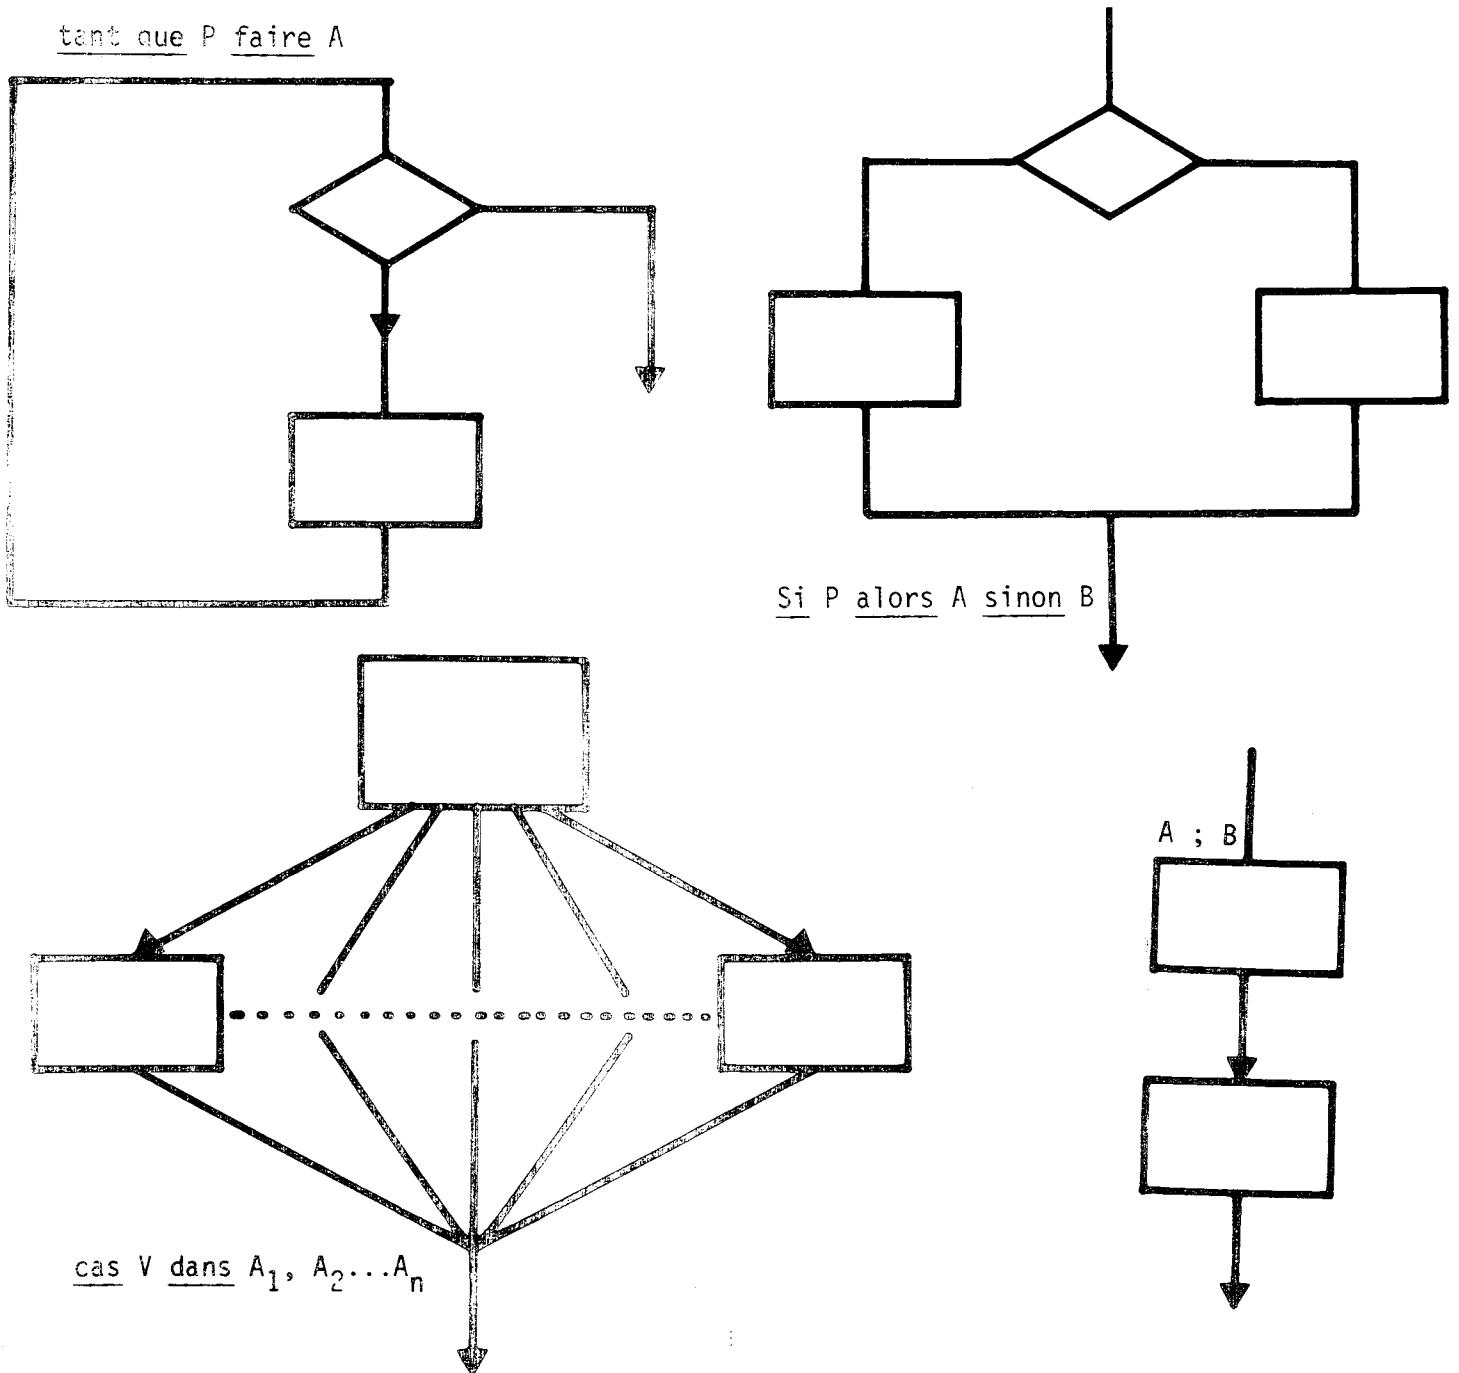 tant que P faire A
Si P alors A sinon B
A ; B
cas V dans A₁, A₂...Aₙ